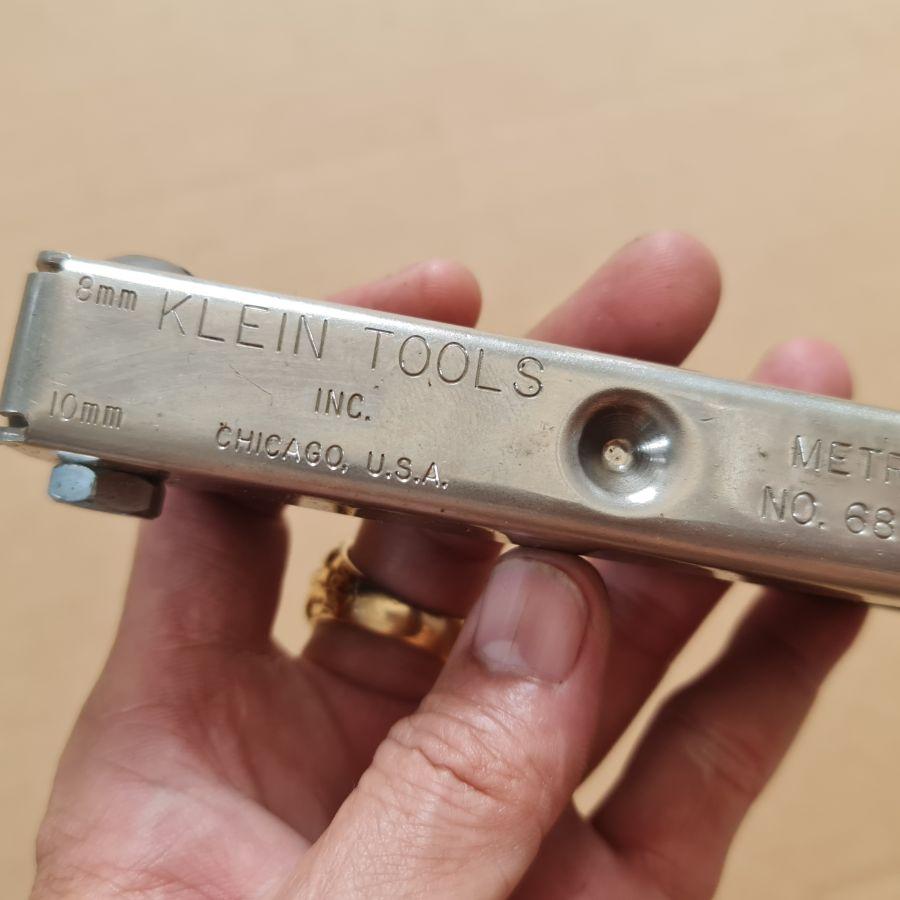 8mm
KLEIN TOOLS
INC.
CHICAGO, U.S.A.
10mm
METR
NO. 68